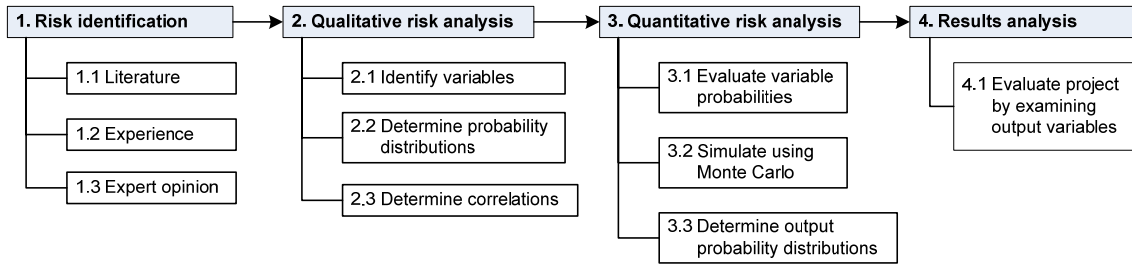 1. Risk identification
1.1 Literature
1.2 Experience
1.3 Expert opinion
2. Qualitative risk analysis
2.1 Identify variables
2.2 Determine probability
distributions
2.3 Determine correlations
3. Quantitative risk analysis
3.1 Evaluate variable
probabilities
3.2 Simulate using
Monte Carlo
3.3 Determine output
probability distributions
4. Results analysis
4.1 Evaluate project
by examining
output variables